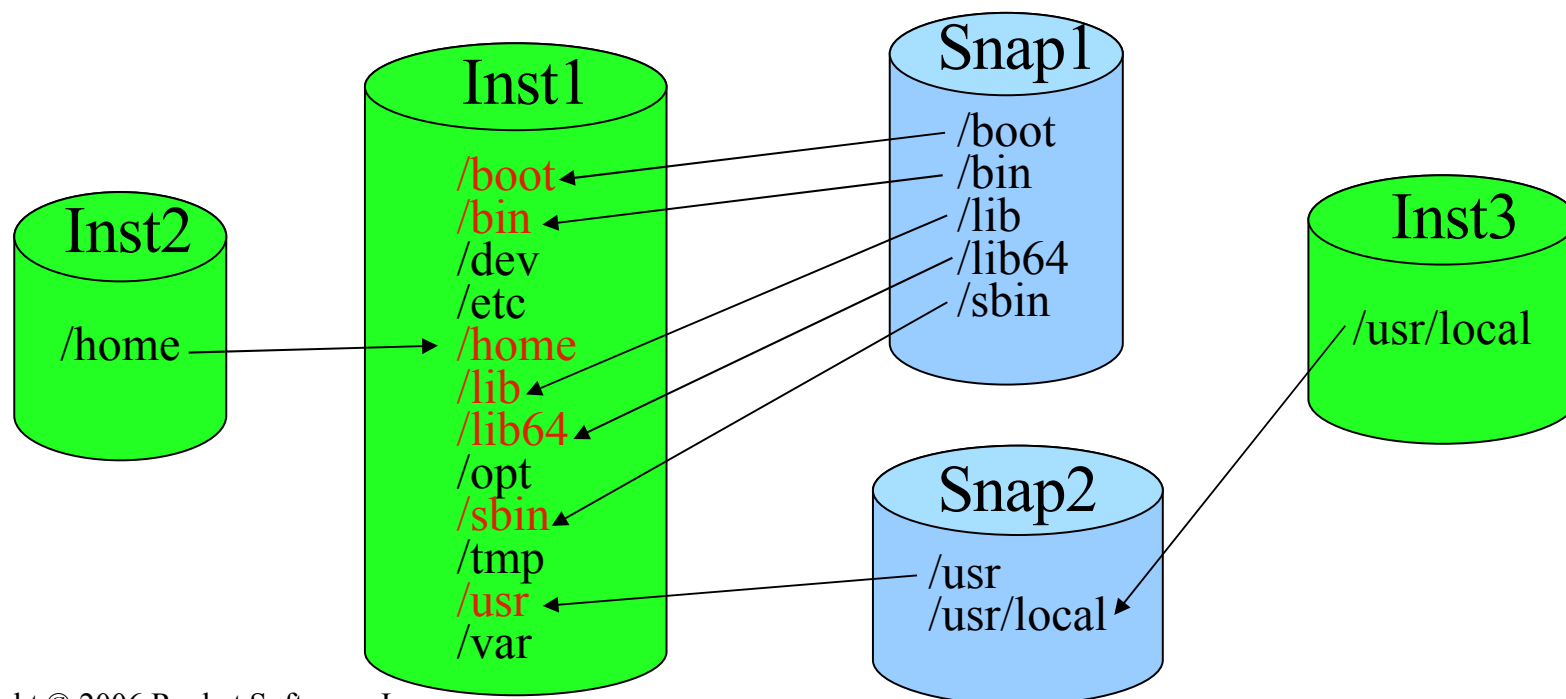 Inst2
/home
Inst1
/boot
/bin
/dev
/etc
/home
/lib
/lib64
/opt
/sbin
/tmp
/usr
/var
Snap1
/boot
/bin
/lib
/lib64
/sbin
Snap2
/usr
/usr/local
Inst3
/usr/local
2006